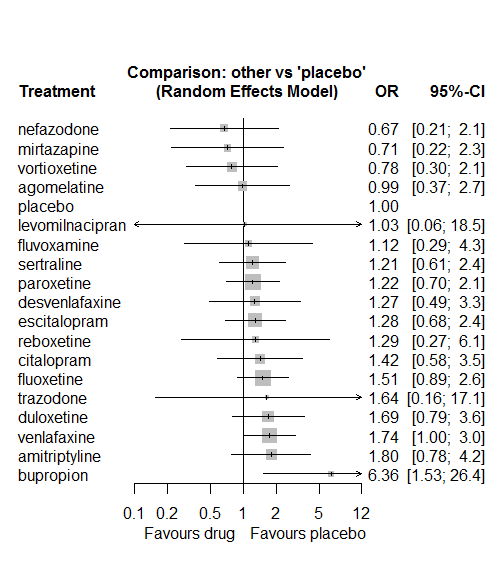 Comparison: other vs 'placebo'
Treatment (Random Effects Model) OR 95%-CI
nefazodone 0.67 [0.21; 2.1]
mirtazapine 0.71 [0.22; 2.3]
vortioxetine 0.78 [0.30; 2.1]
agomelatine 0.99 [0.37; 2.7]
placebo 1.00
levomilnacipran 1.03 [0.06; 18.5]
fluvoxamine 1.12 [0.29; 4.3]
sertraline 1.21 [0.61; 2.4]
paroxetine 1.22 [0.70; 2.1]
desvenlafaxine 1.27 [0.49; 3.3]
escitalopram 1.28 [0.68; 2.4]
reboxetine 1.29 [0.27; 6.1]
citalopram 1.42 [0.58; 3.5]
fluoxetine 1.51 [0.89; 2.6]
trazodone 1.64 [0.16; 17.1]
duloxetine 1.69 [0.79; 3.6]
venlafaxine 1.74 [1.00; 3.0]
amitriptyline 1.80 [0.78; 4.2]
bupropion 6.36 [1.53; 26.4]
0.1 0.2 0.5 1 2 5 12
Favours drug Favours placebo